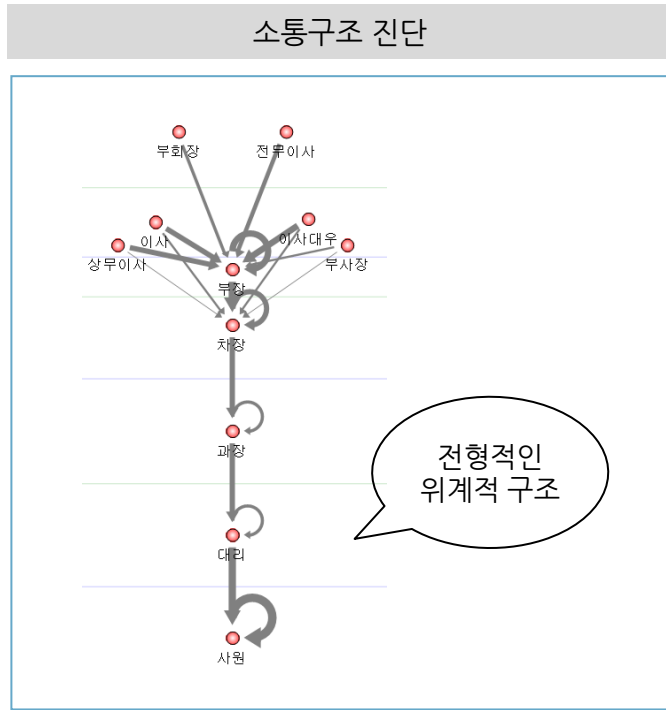 소통구조 진단
부회장
전무이사
이사
이사대우
상무이사
부사장
부장
차장
과장
전형적인
위계적 구조
대리
사원